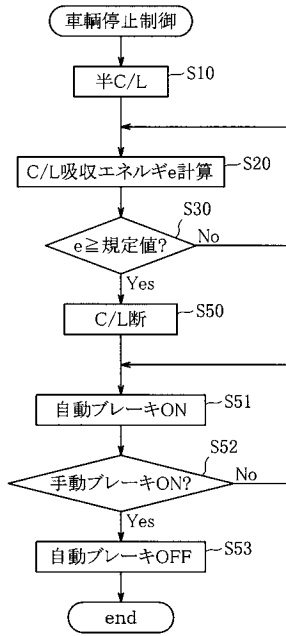 車輌停止制御
半C/L
S10
C/L吸収エネルギe計算
S20
S30
e≧規定値?
No
Yes
C/L断
S50
自動ブレーキON
S51
S52
手動ブレーキON?
No
Yes
自動ブレーキOFF
S53
end